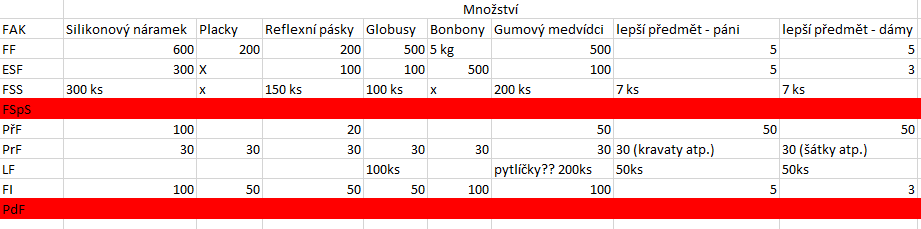 Množství
FAK Silikonový náramek Placky Reflexní pásky Globusy Bonbony Gumový medvídci lepší předmět - páni lepší předmět - dámy
FF 600 200 200 500 5 kg 500 5 5
ESF 300 X 100 100 500 100 5 3
FSS 300 ks x 150 ks 100 ks x 200 ks 7 ks 7 ks
FSpS
PřF 100 20 50 50 50
PrF 30 30 30 30 30 30 30 (kravaty atp.) 30 (šátky atp.)
LF 100ks pytlíčky?? 200ks 50ks 50ks
FI 100 50 50 50 100 100 5 3
PdF